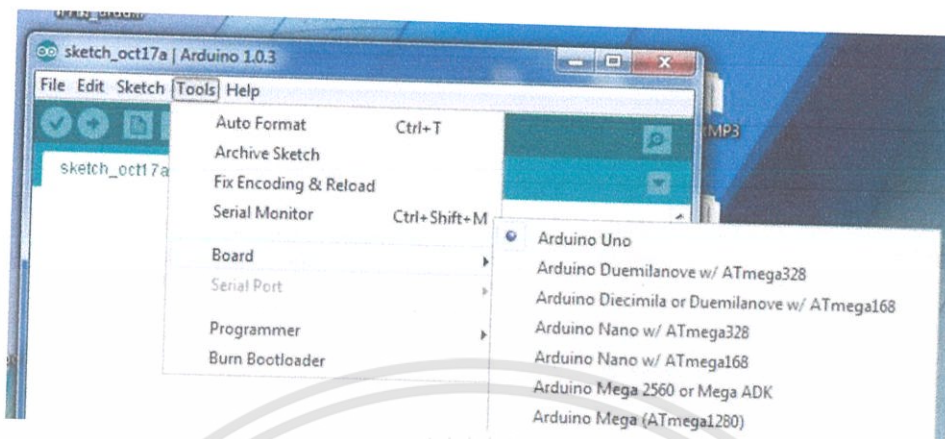 sketch_oct17a | Arduino 1.0.3
File Edit Sketch Tools Help
Auto Format Ctrl+T
Archive Sketch
Fix Encoding & Reload
Serial Monitor Ctrl+Shift+M
Board
Serial Port
Programmer
Burn Bootloader
sketch_oct17a
MP3
Arduino Uno
Arduino Duemilanove w/ ATmega328
Arduino Diecimila or Duemilanove w/ ATmega168
Arduino Nano w/ ATmega328
Arduino Nano w/ ATmega168
Arduino Mega 2560 or Mega ADK
Arduino Mega (ATmega1280)